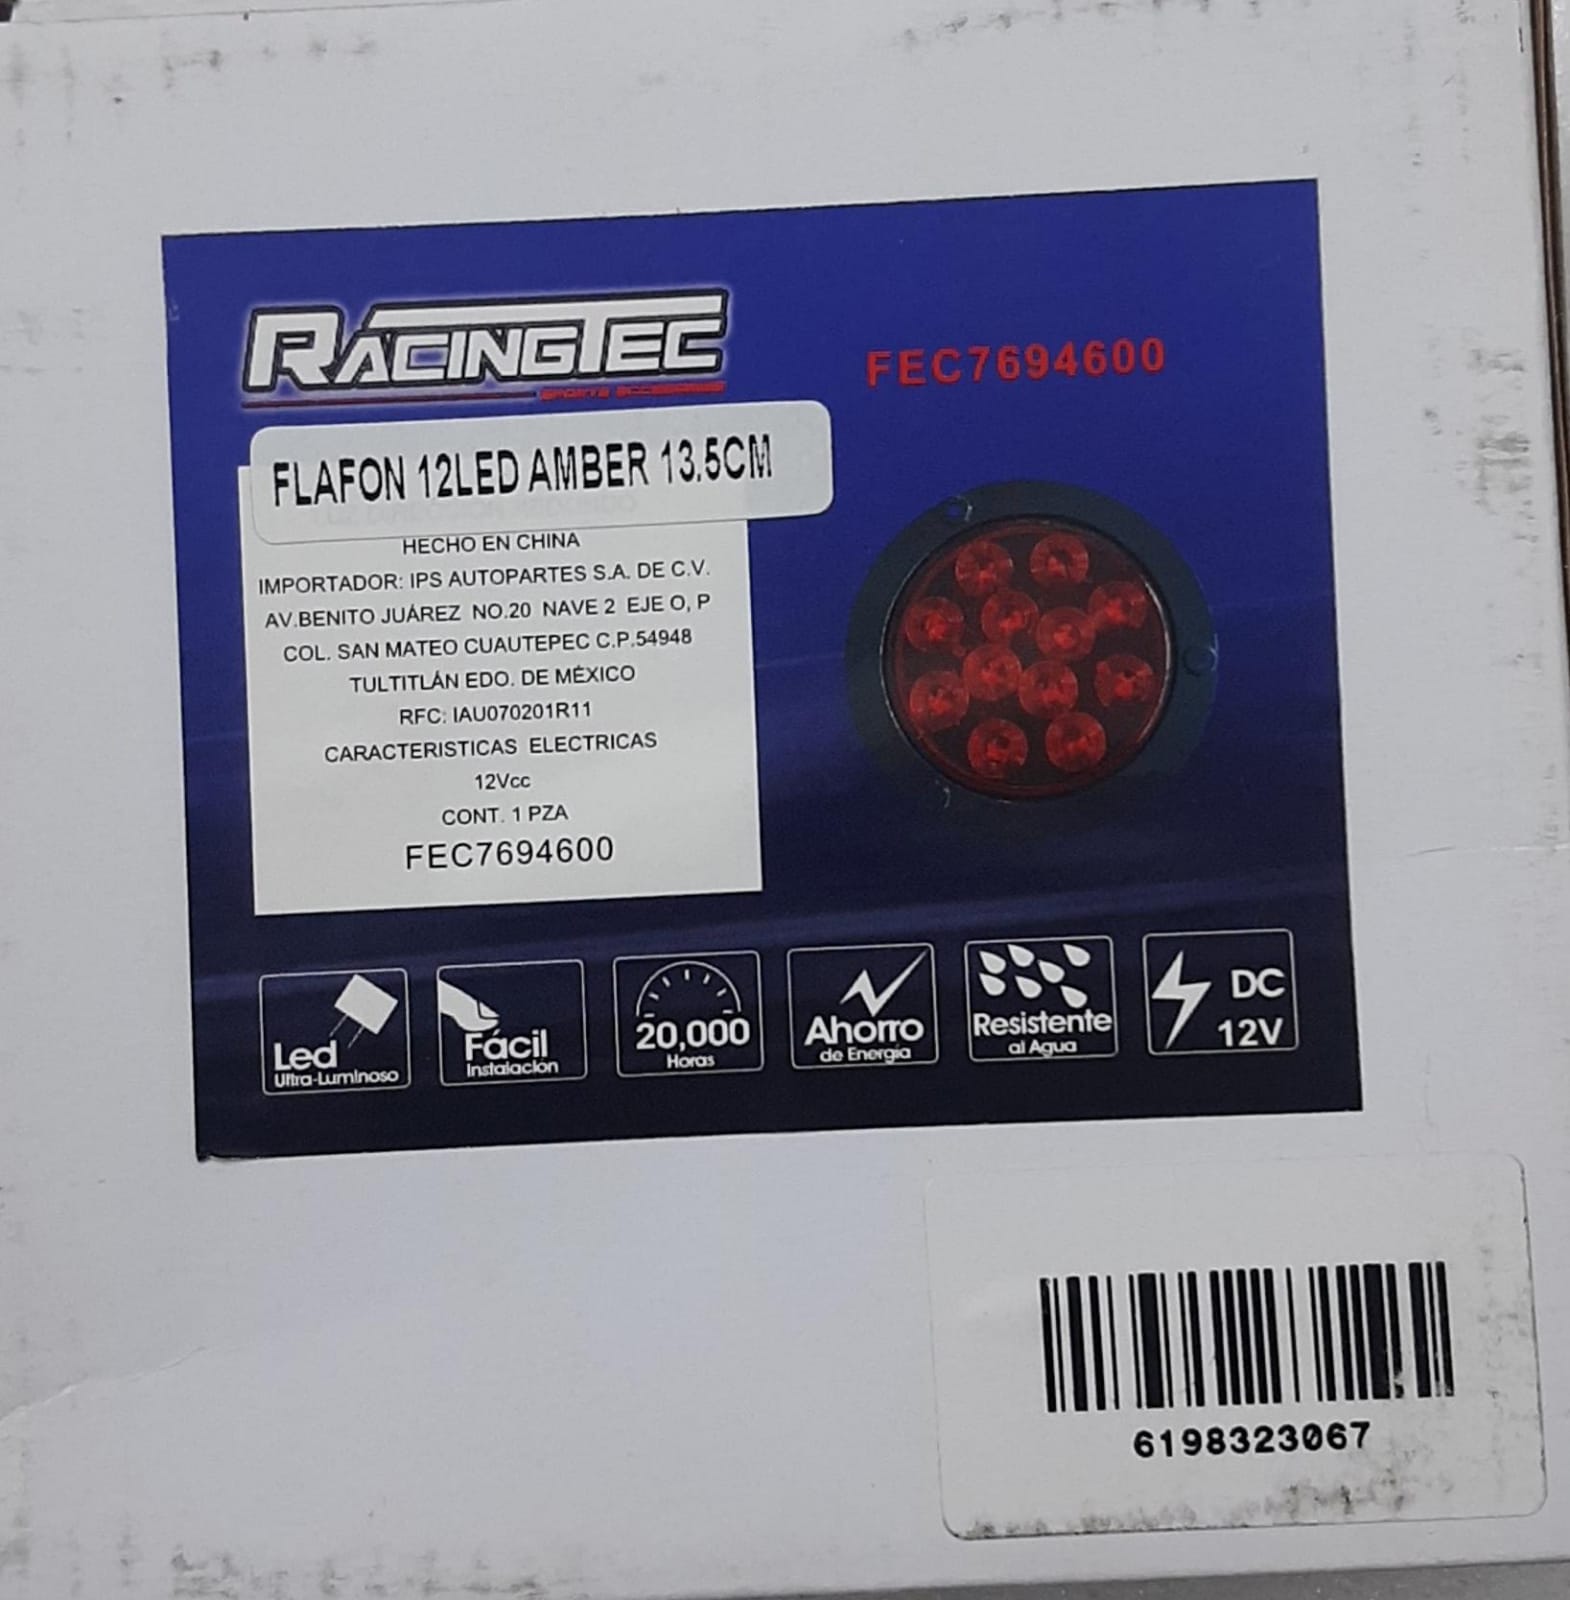 RACINGTEC
SPORTS ACCESSORIES
FEC7694600
FLAFON 12LED AMBER 13.5CM
HECHO EN CHINA
IMPORTADOR: IPS AUTOPARTES S.A. DE C.V.
AV.BENITO JUÁREZ NO.20 NAVE 2 EJE O, P
COL. SAN MATEO CUAUTEPEC C.P.54948
TULTITLÁN EDO. DE MÉXICO
RFC: IAU070201R11
CARACTERISTICAS ELECTRICAS
12Vcc
CONT. 1 PZA
FEC7694600
Led
Ultra-Luminoso
Fácil
Instalación
20,000
Horas
Ahorro
de Energía
Resistente
al Agua
DC
12V
6198323067